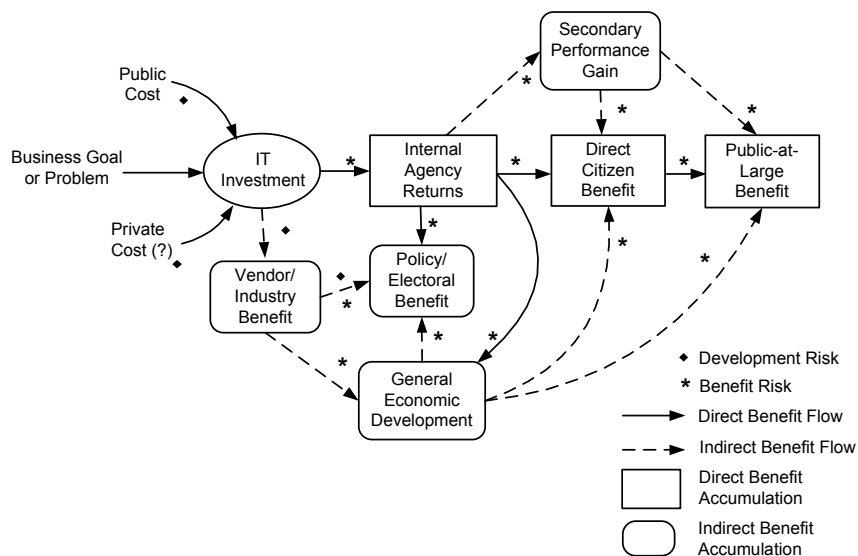 Secondary
Performance
Gain
*
*
*
Public
Cost
Business Goal
or Problem
IT
Investment
*
Internal
Agency
Returns
*
Direct
Citizen
Benefit
*
Public-at-
Large
Benefit
Private
Cost (?)
*
*
*
Vendor/
Industry
Benefit
*
Policy/
Electoral
Benefit
*
*
*
General
Economic
Development
Development Risk
* Benefit Risk
Direct Benefit Flow
Indirect Benefit Flow
Direct Benefit
Accumulation
Indirect Benefit
Accumulation